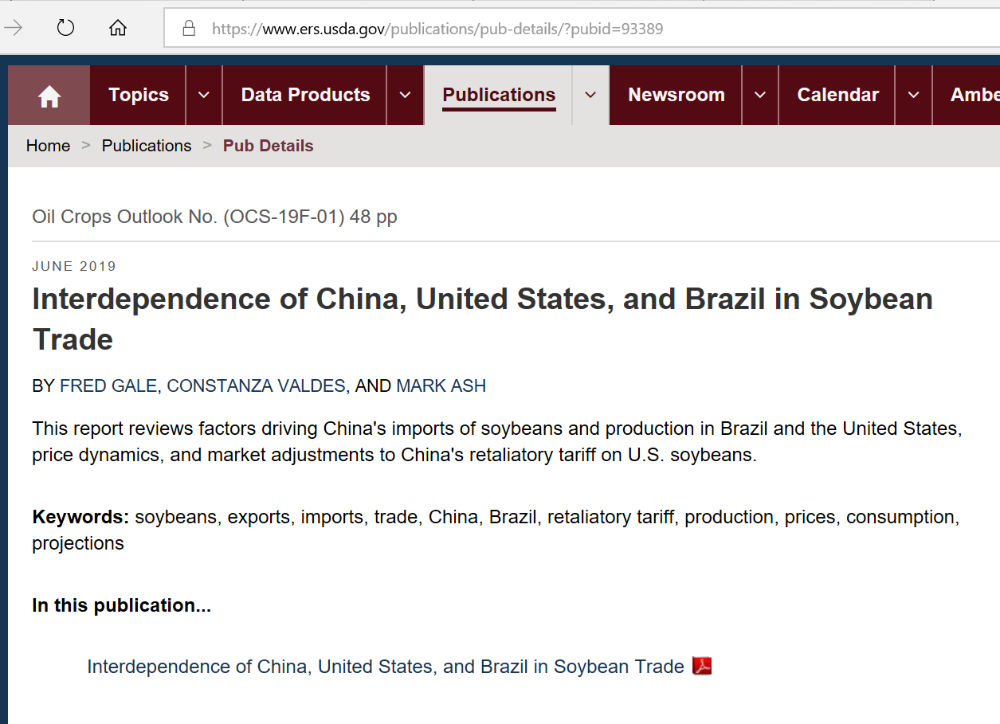 https://www.ers.usda.gov/publications/pub-details/?pubid=93389
Topics Data Products Publications Newsroom Calendar Ambe
Home > Publications > Pub Details
Oil Crops Outlook No. (OCS-19F-01) 48 pp
JUNE 2019
Interdependence of China, United States, and Brazil in Soybean
Trade
BY FRED GALE, CONSTANZA VALDES, AND MARK ASH
This report reviews factors driving China's imports of soybeans and production in Brazil and the United States,
price dynamics, and market adjustments to China's retaliatory tariff on U.S. soybeans.
Keywords: soybeans, exports, imports, trade, China, Brazil, retaliatory tariff, production, prices, consumption,
projections
In this publication...
Interdependence of China, United States, and Brazil in Soybean Trade